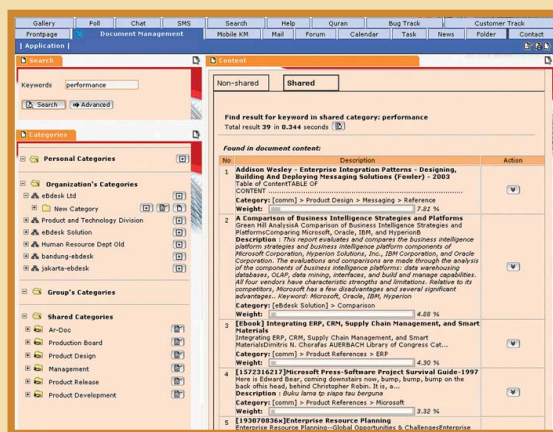 Gallery Poll Chat SMS Search Help Quran Bug Track Customer Track
Frontpage Document Management Mobile KM Mail Forum Calendar Task News Folder Contact
| Application |
Search
Content
Keywords performance
Search Advanced
Non-shared Shared
Find result for keyword in shared category: performance
Total result 39 in 0.344 seconds
Categories
Personal Categories
Organization's Categories
eBdesk Ltd
New Category
Product and Technology Division
eBdesk Solution
Human Resource Dept Old
bandung-ebdesk
jakarta-ebdesk
Group's Categories
Shared Categories
Ar-Doc
Production Board
Product Design
Management
Product Release
Product Development
Found in document content:
No Description Action
1 Addison Wesley - Enterprise Integration Patterns - Designing,
Building And Deploying Messaging Solutions (Fowler) - 2003
Table of ContentTABLE OF
CONTENT
Category: [comm] > Product Design > Messaging > Reference
Weight: 7.81 %
2 A Comparison of Business Intelligence Strategies and Platforms
Green Hill AnalysisA Comparison of Business Intelligence Strategies and
PlatformsComparing Microsoft, Oracle, IBM, and HyperionB
Description : This report evaluates and compares the business intelligence
platform strategies and business intelligence platform components of
Microsoft Corporation, Hyperion Solutions, Inc., IBM Corporation, and Oracle
Corporation. The evaluations and comparisons are made through the analysis
of the components of business intelligence platforms: data warehousing
databases, OLAP, data mining, interfaces, and build and manage capabilities.
All four vendors have characteristic strengths and limitations. Relative to its
competitors, Microsoft has a few disadvantages and several significant
advantages.. Keyword: Microsoft, Oracle, IBM, Hyperion
Category: [eBdesk Solution] > Comparison
Weight: 4.88 %
3 [Ebook] Integrating ERP, CRM, Supply Chain Management, and Smart
Materials
Integrating ERP, CRM, Supply Chain Management, and Smart
MaterialsDimitris N. Chorafas AUERBACH Library of Congress Cat...
Category: [comm] > Product References > ERP
Weight: 4.30 %
4 [1572316217]Microsoft Press-Software Project Survival Guide-1997
Here is Edward Bear, coming downstairs now, bump, bump, bump on the
back ofhis head, behind Christopher Robin. It is, a...
Description : Buku lama tp siapa tau berguna
Category: [comm] > Product References > Microsoft
Weight: 3.32 %
5 [193070836x]Enterprise Resource Planning
Enterprise Resource Planning--Global Opportunities & ChallengesEnterprise